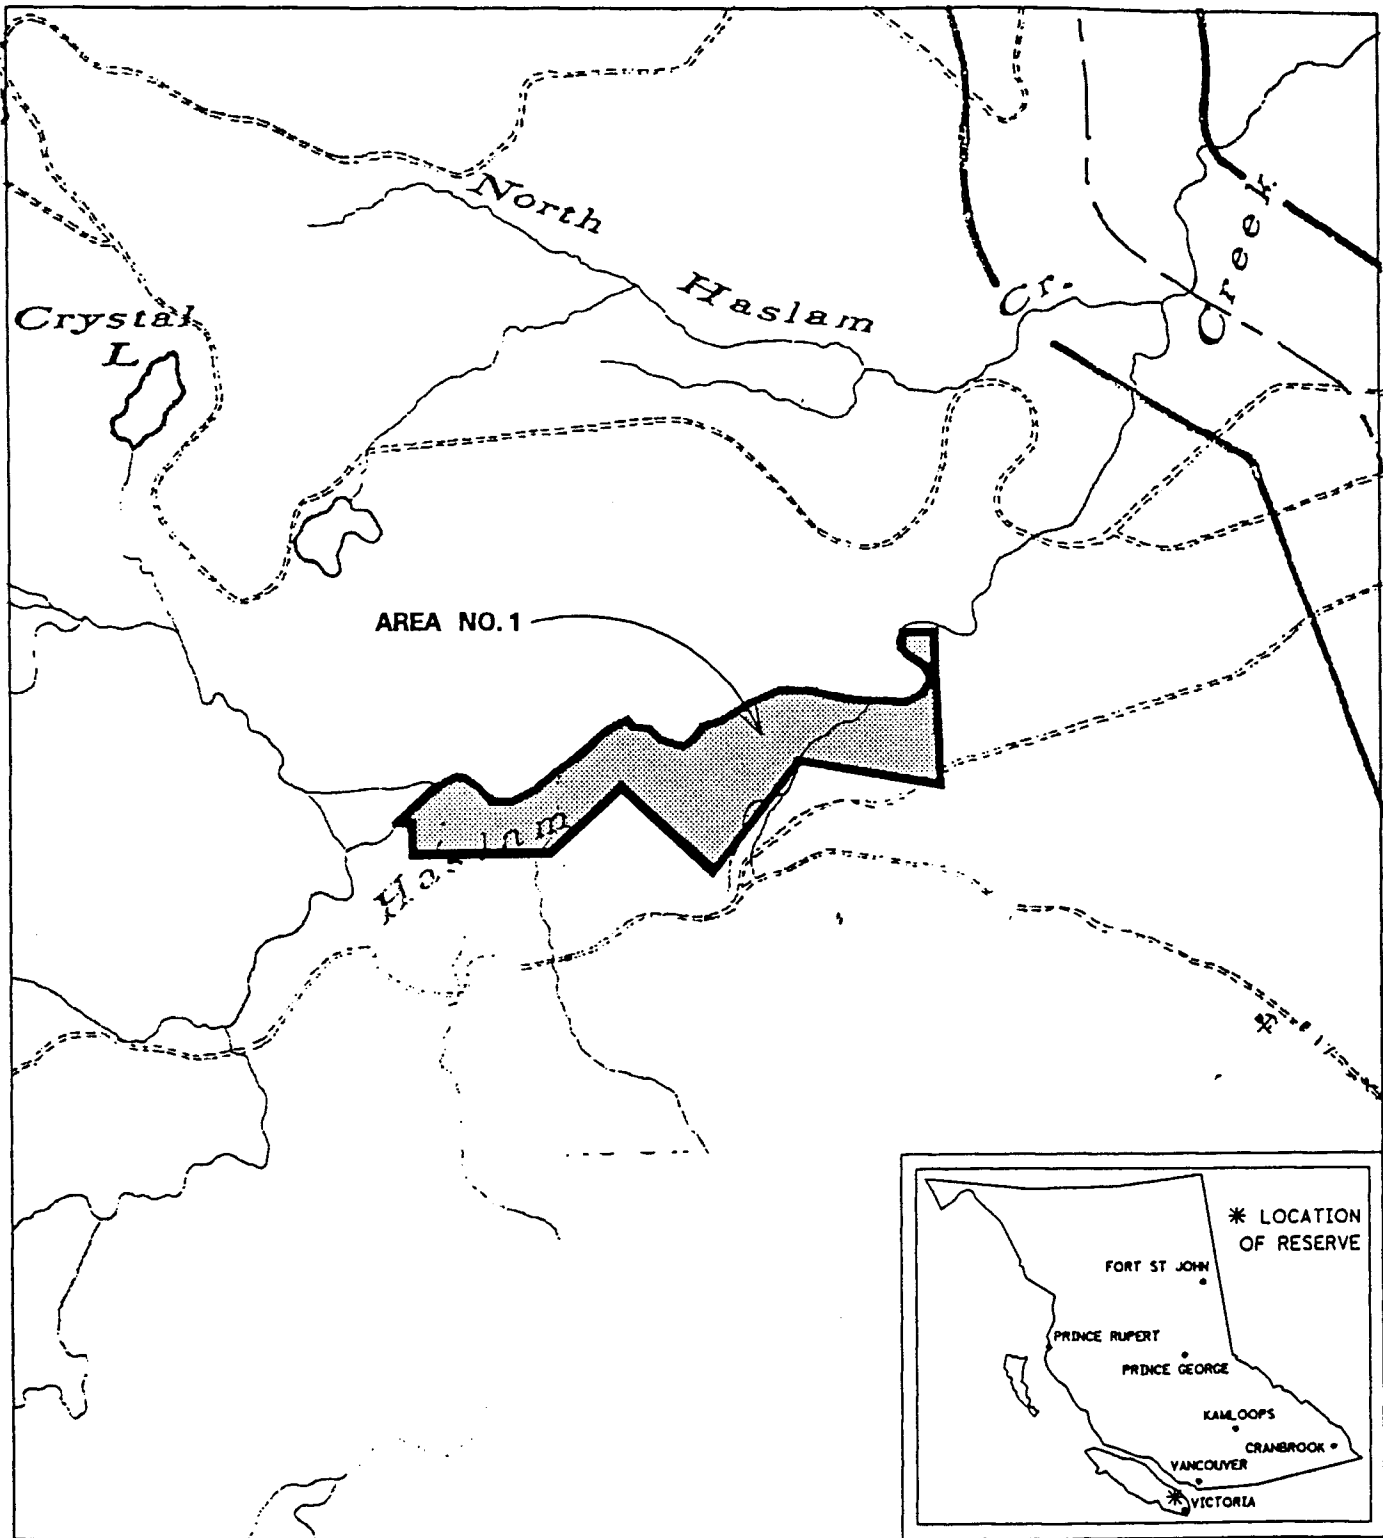 North
Haslam
Cr.
Creek
Crystal
L
AREA NO. 1
Haslam
* LOCATION
OF RESERVE
FORT ST JOHN
PRINCE RUPERT
PRINCE GEORGE
KAMLOOPS
CRANBROOK
VANCOUVER
VICTORIA